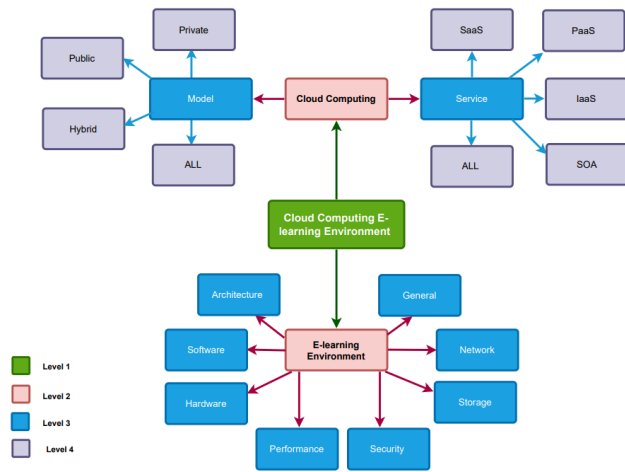 Private
SaaS
PaaS
Public
Model
Cloud Computing
Service
IaaS
Hybrid
ALL
ALL
SOA
Cloud Computing E-
learning Environment
Architecture
General
Software
E-learning
Environment
Network
Level 1
Hardware
Storage
Level 2
Level 3
Performance
Security
Level 4